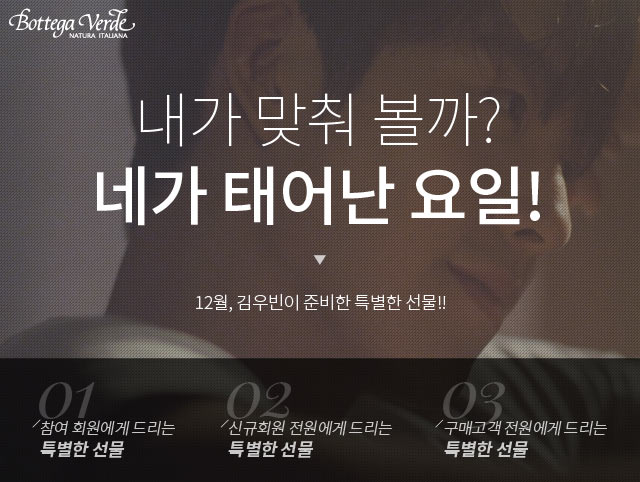 Bottega Verde
NATURA ITALIANA
내가 맞춰 볼까?
네가 태어난 요일!
▼
12월, 김우빈이 준비한 특별한 선물!!
01
참여 회원에게 드리는
특별한 선물
02
신규회원 전원에게 드리는
특별한 선물
03
구매고객 전원에게 드리는
특별한 선물